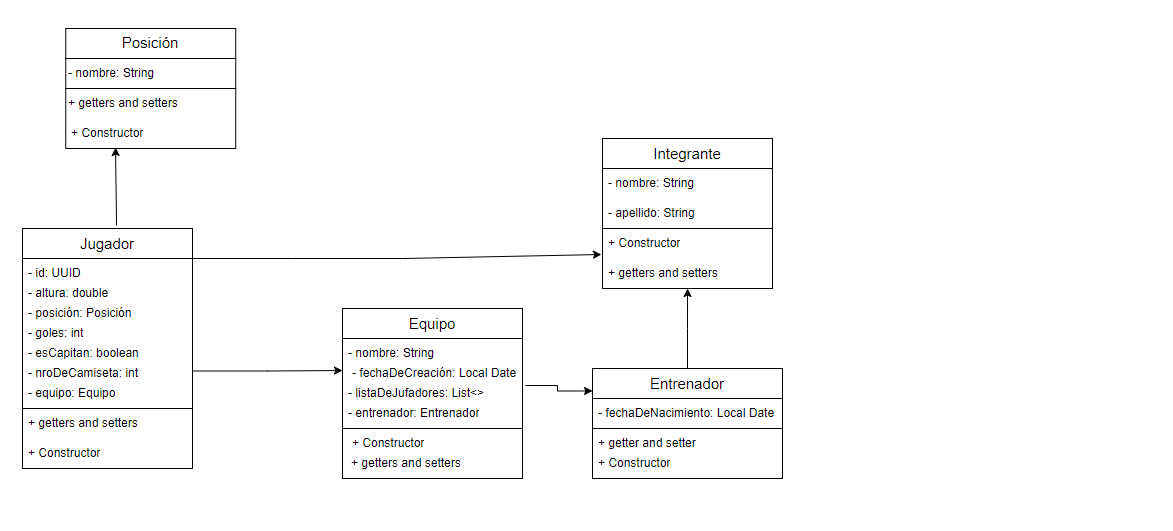 Posición
- nombre: String
+ getters and setters
+ Constructor
Integrante
- nombre: String
- apellido: String
+ Constructor
+ getters and setters
Jugador
- id: UUID
- altura: double
- posición: Posición
- goles: int
- esCapitan: boolean
- nroDeCamiseta: int
- equipo: Equipo
+ getters and setters
+ Constructor
Equipo
- nombre: String
- fechaDeCreación: Local Date
- listaDeJufadores: List<>
- entrenador: Entrenador
+ Constructor
+ getters and setters
Entrenador
- fechaDeNacimiento: Local Date
+ getter and setter
+ Constructor